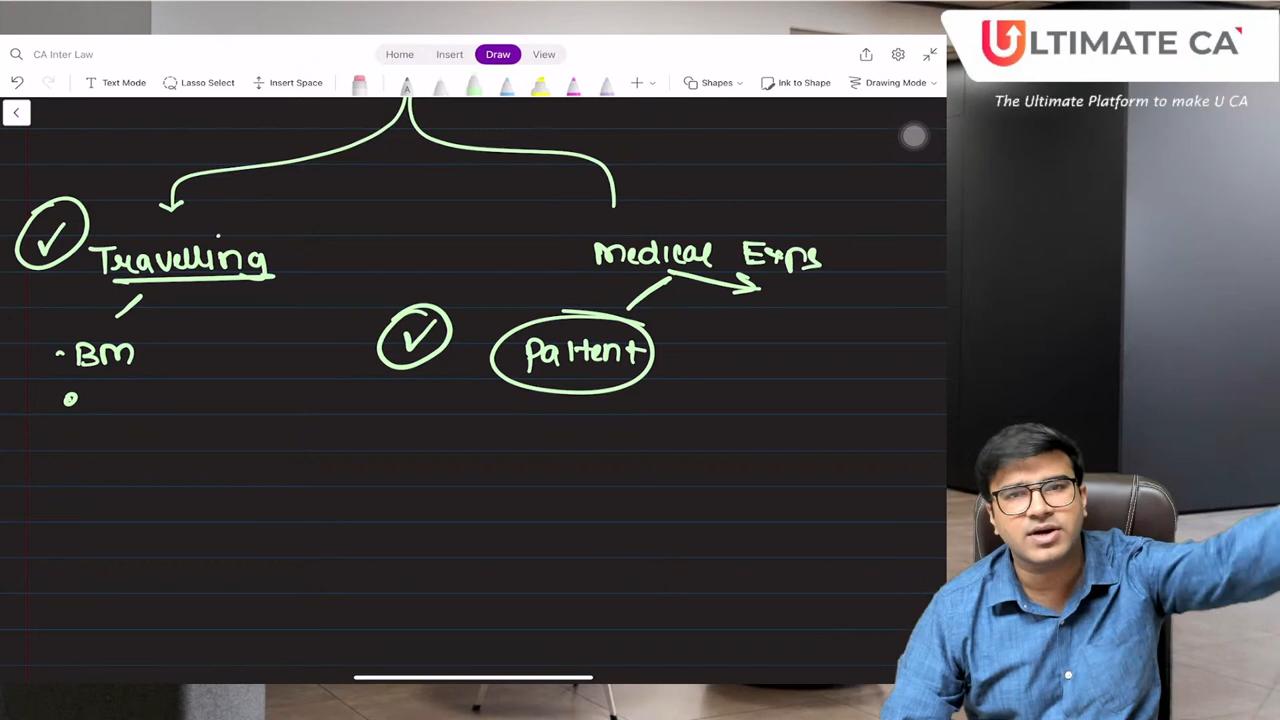 CA Inter Law
Home Insert Draw View
ULTIMATE CA
The Ultimate Platform to make U CA
Text Mode Lasso Select Insert Space Shapes Ink to Shape Drawing Mode
Travelling
Medical Exps
BM
Patient